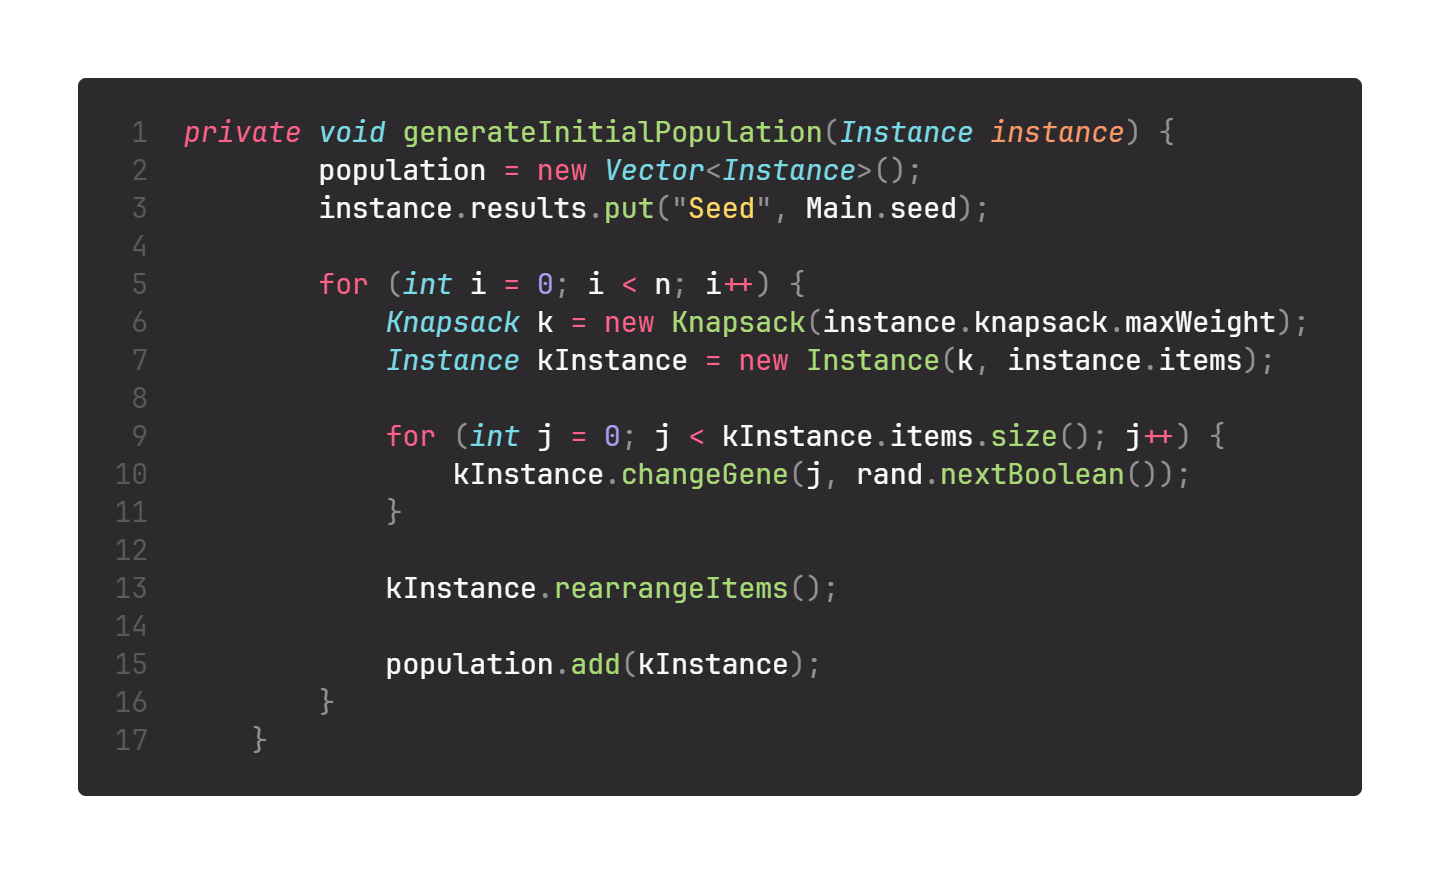 1 private void generateInitialPopulation(Instance instance) {
2         population = new Vector<Instance>();
3         instance.results.put("Seed", Main.seed);
4
5         for (int i = 0; i < n; i++) {
6             Knapsack k = new Knapsack(instance.knapsack.maxWeight);
7             Instance kInstance = new Instance(k, instance.items);
8
9             for (int j = 0; j < kInstance.items.size(); j++) {
10                 kInstance.changeGene(j, rand.nextBoolean());
11             }
12
13             kInstance.rearrangeItems();
14
15             population.add(kInstance);
16         }
17     }